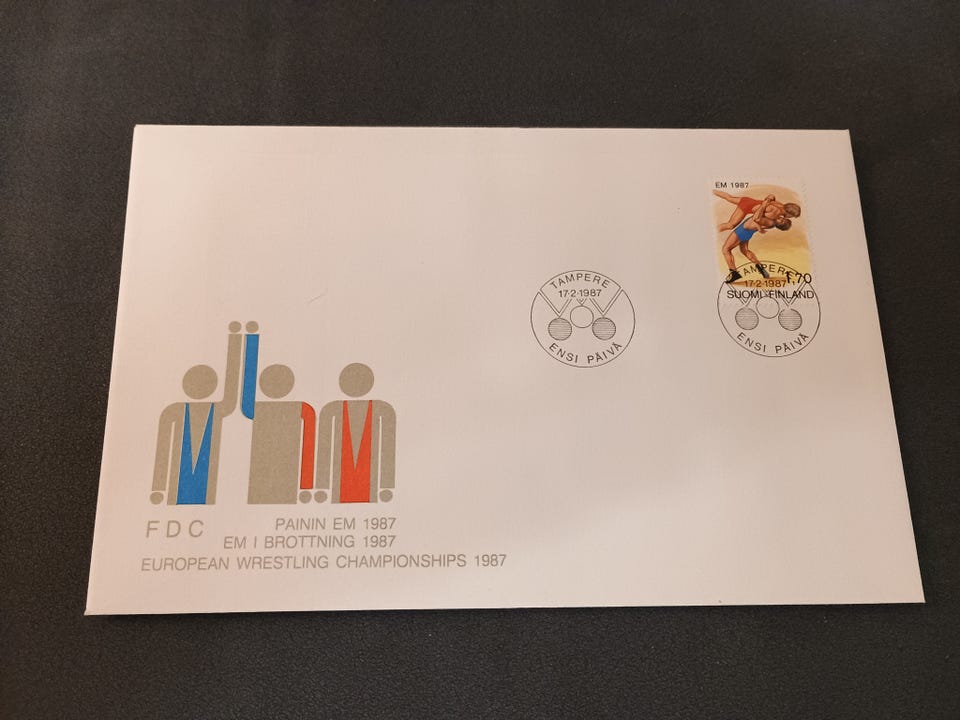 EM 1987
1,70
SUOMI-FINLAND
TAMPERE
17·2·1987
ENSI PÄIVÄ
TAMPERE
17·2·1987
ENSI PÄIVÄ
FDC
PAININ EM 1987
EM I BROTTNING 1987
EUROPEAN WRESTLING CHAMPIONSHIPS 1987